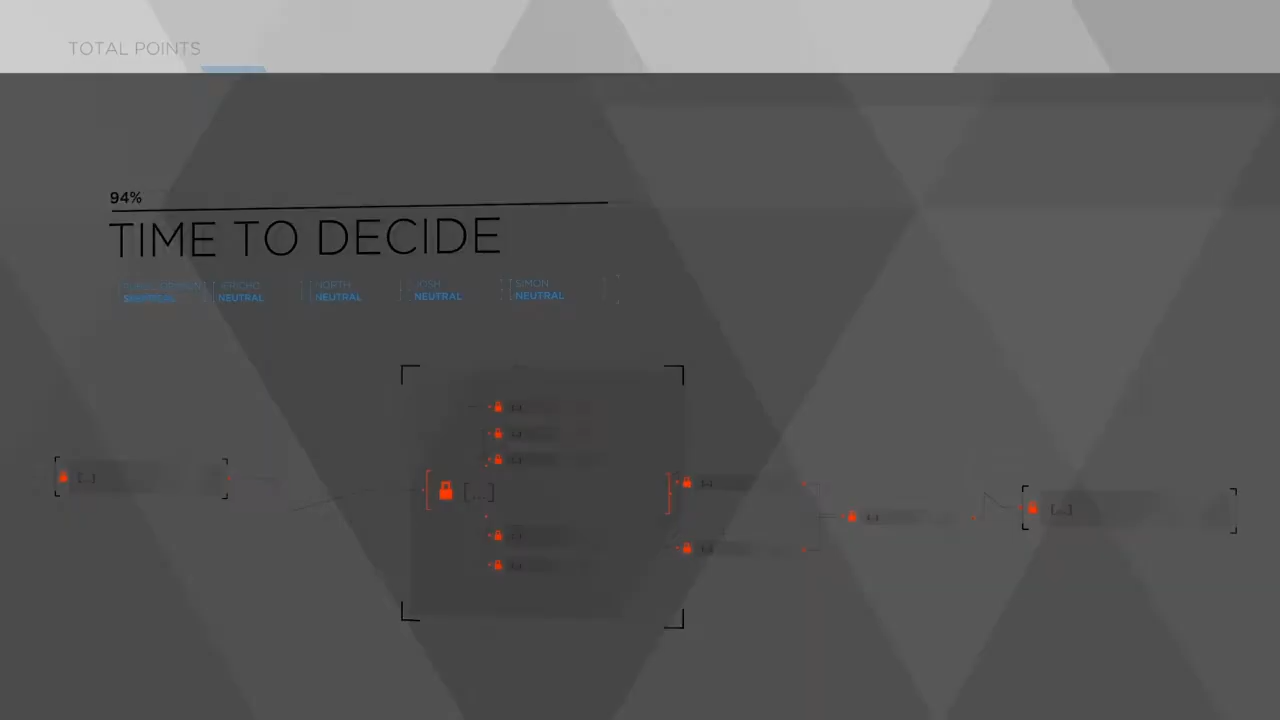 TOTAL POINTS
94%
TIME TO DECIDE
JERICHO NORTH JOSH SIMON
NEUTRAL NEUTRAL NEUTRAL NEUTRAL
[...]
[...]
[...]